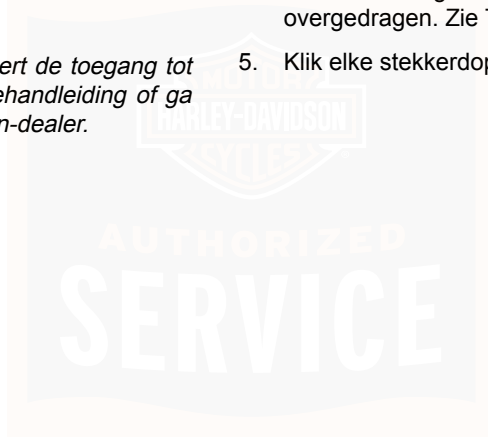 ert de toegang tot
ehandleiding of ga
n-dealer.
overgedragen. Zie
5. Klik elke stekkerdop
MOTOR
HARLEY-DAVIDSON
CYCLES
AUTHORIZED
SERVICE